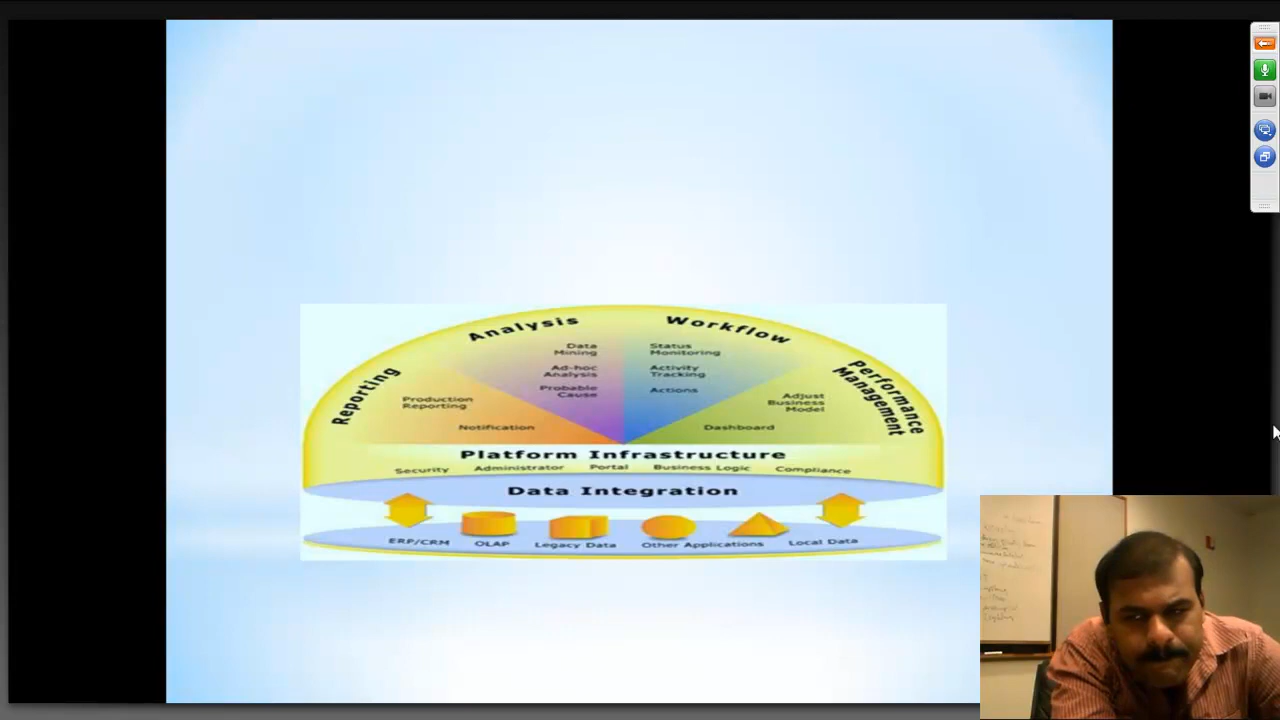 Analysis
Workflow
Reporting
Performance
Management
Data
Mining
Ad-hoc
Analysis
Probable
Cause
Status
Monitoring
Activity
Tracking
Actions
Production
Reporting
Notification
Adjust
Business
Model
Dashboard
Platform Infrastructure
Security Administrator Portal Business Logic Compliance
Data Integration
ERP/CRM OLAP Legacy Data Other Applications Local Data